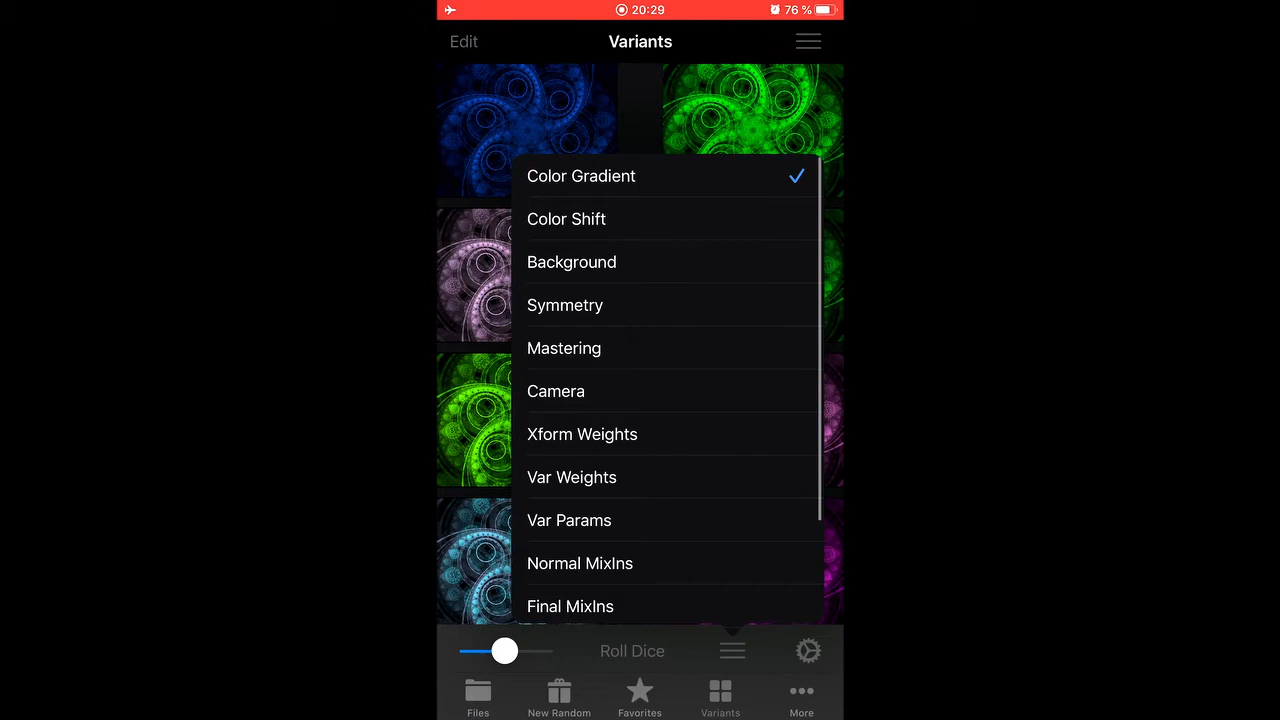 20:29
76 %
Edit
Variants
Color Gradient
Color Shift
Background
Symmetry
Mastering
Camera
Xform Weights
Var Weights
Var Params
Normal MixIns
Final MixIns
Roll Dice
Files
New Random
Favorites
Variants
More